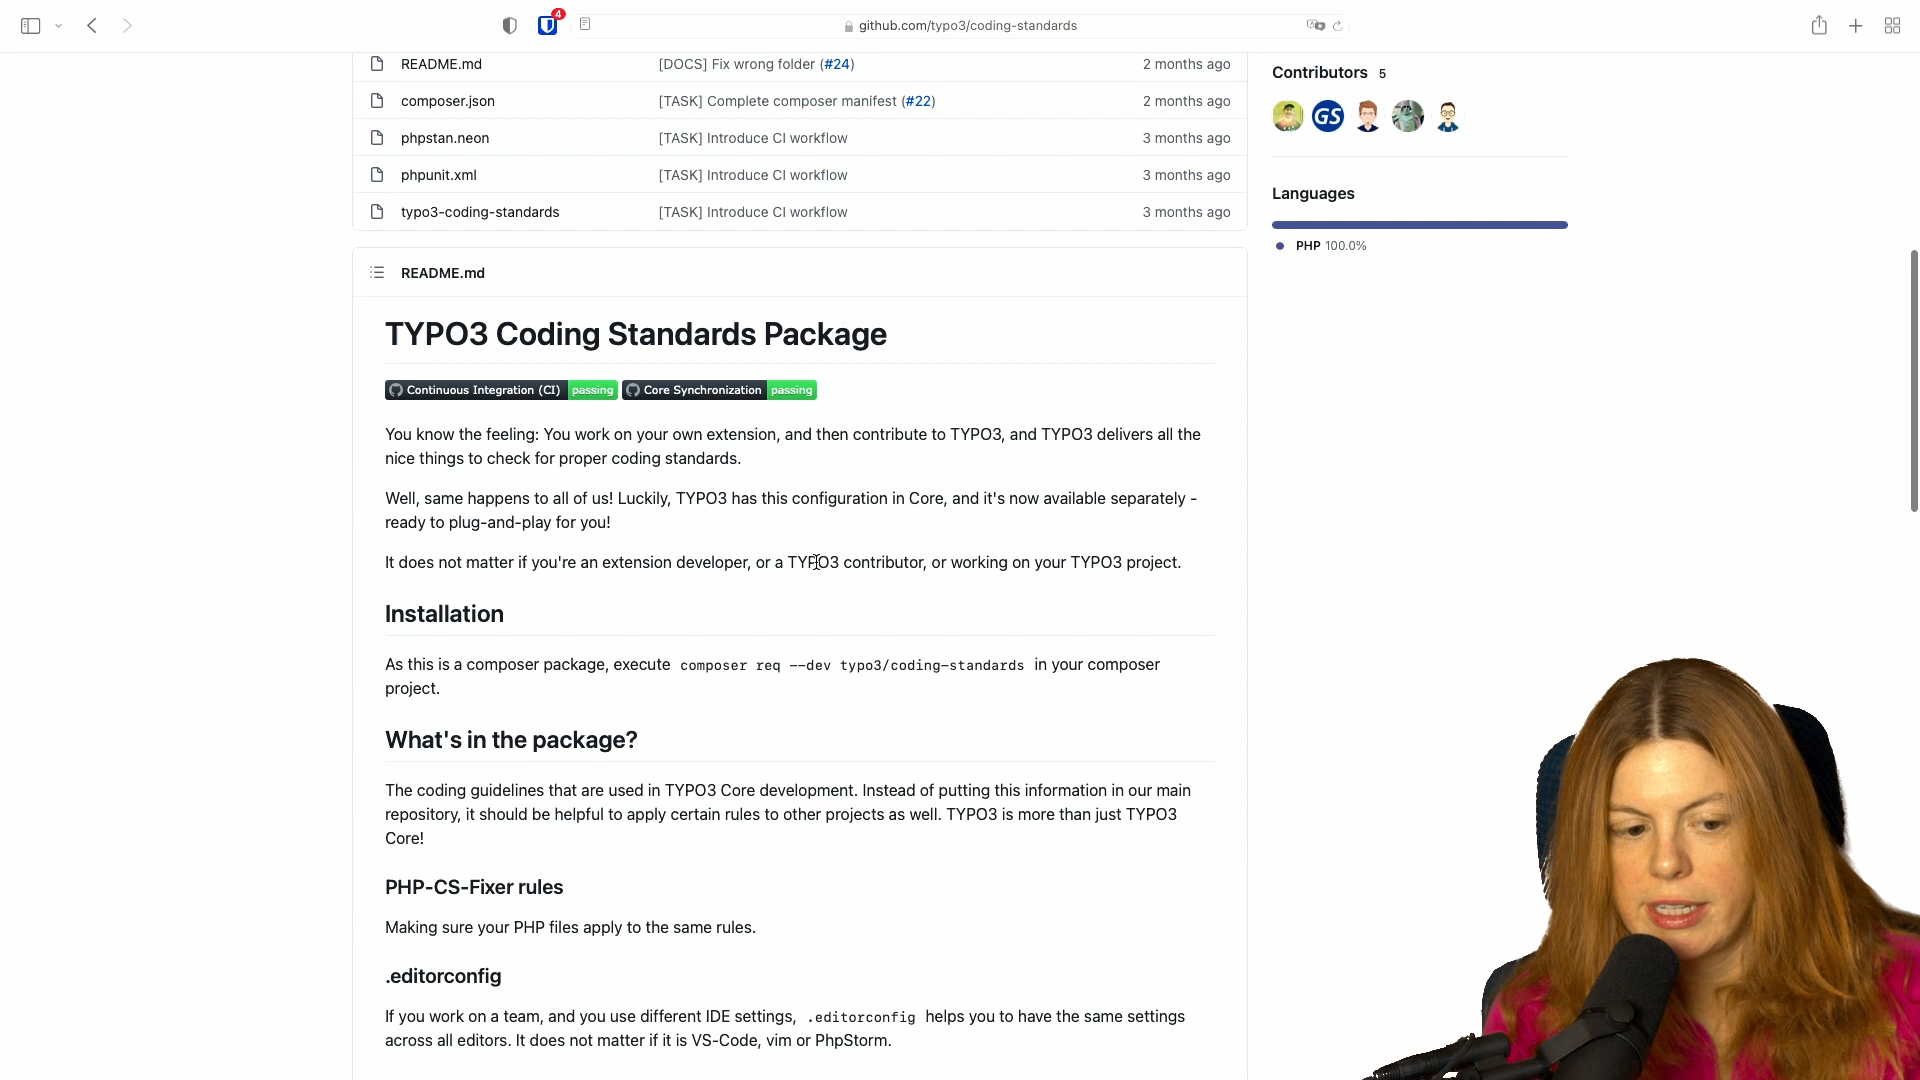 4
github.com/typo3/coding-standards
README.md [DOCS] Fix wrong folder (#24) 2 months ago
composer.json [TASK] Complete composer manifest (#22) 2 months ago
phpstan.neon [TASK] Introduce CI workflow 3 months ago
phpunit.xml [TASK] Introduce CI workflow 3 months ago
typo3-coding-standards [TASK] Introduce CI workflow 3 months ago
Contributors 5
GS
Languages
PHP 100.0%
README.md
TYPO3 Coding Standards Package
Continuous Integration (CI) passing Core Synchronization passing
You know the feeling: You work on your own extension, and then contribute to TYPO3, and TYPO3 delivers all the
nice things to check for proper coding standards.
Well, same happens to all of us! Luckily, TYPO3 has this configuration in Core, and it's now available separately -
ready to plug-and-play for you!
It does not matter if you're an extension developer, or a TYPO3 contributor, or working on your TYPO3 project.
Installation
As this is a composer package, execute composer req --dev typo3/coding-standards in your composer
project.
What's in the package?
The coding guidelines that are used in TYPO3 Core development. Instead of putting this information in our main
repository, it should be helpful to apply certain rules to other projects as well. TYPO3 is more than just TYPO3
Core!
PHP-CS-Fixer rules
Making sure your PHP files apply to the same rules.
.editorconfig
If you work on a team, and you use different IDE settings, .editorconfig helps you to have the same settings
across all editors. It does not matter if it is VS-Code, vim or PhpStorm.